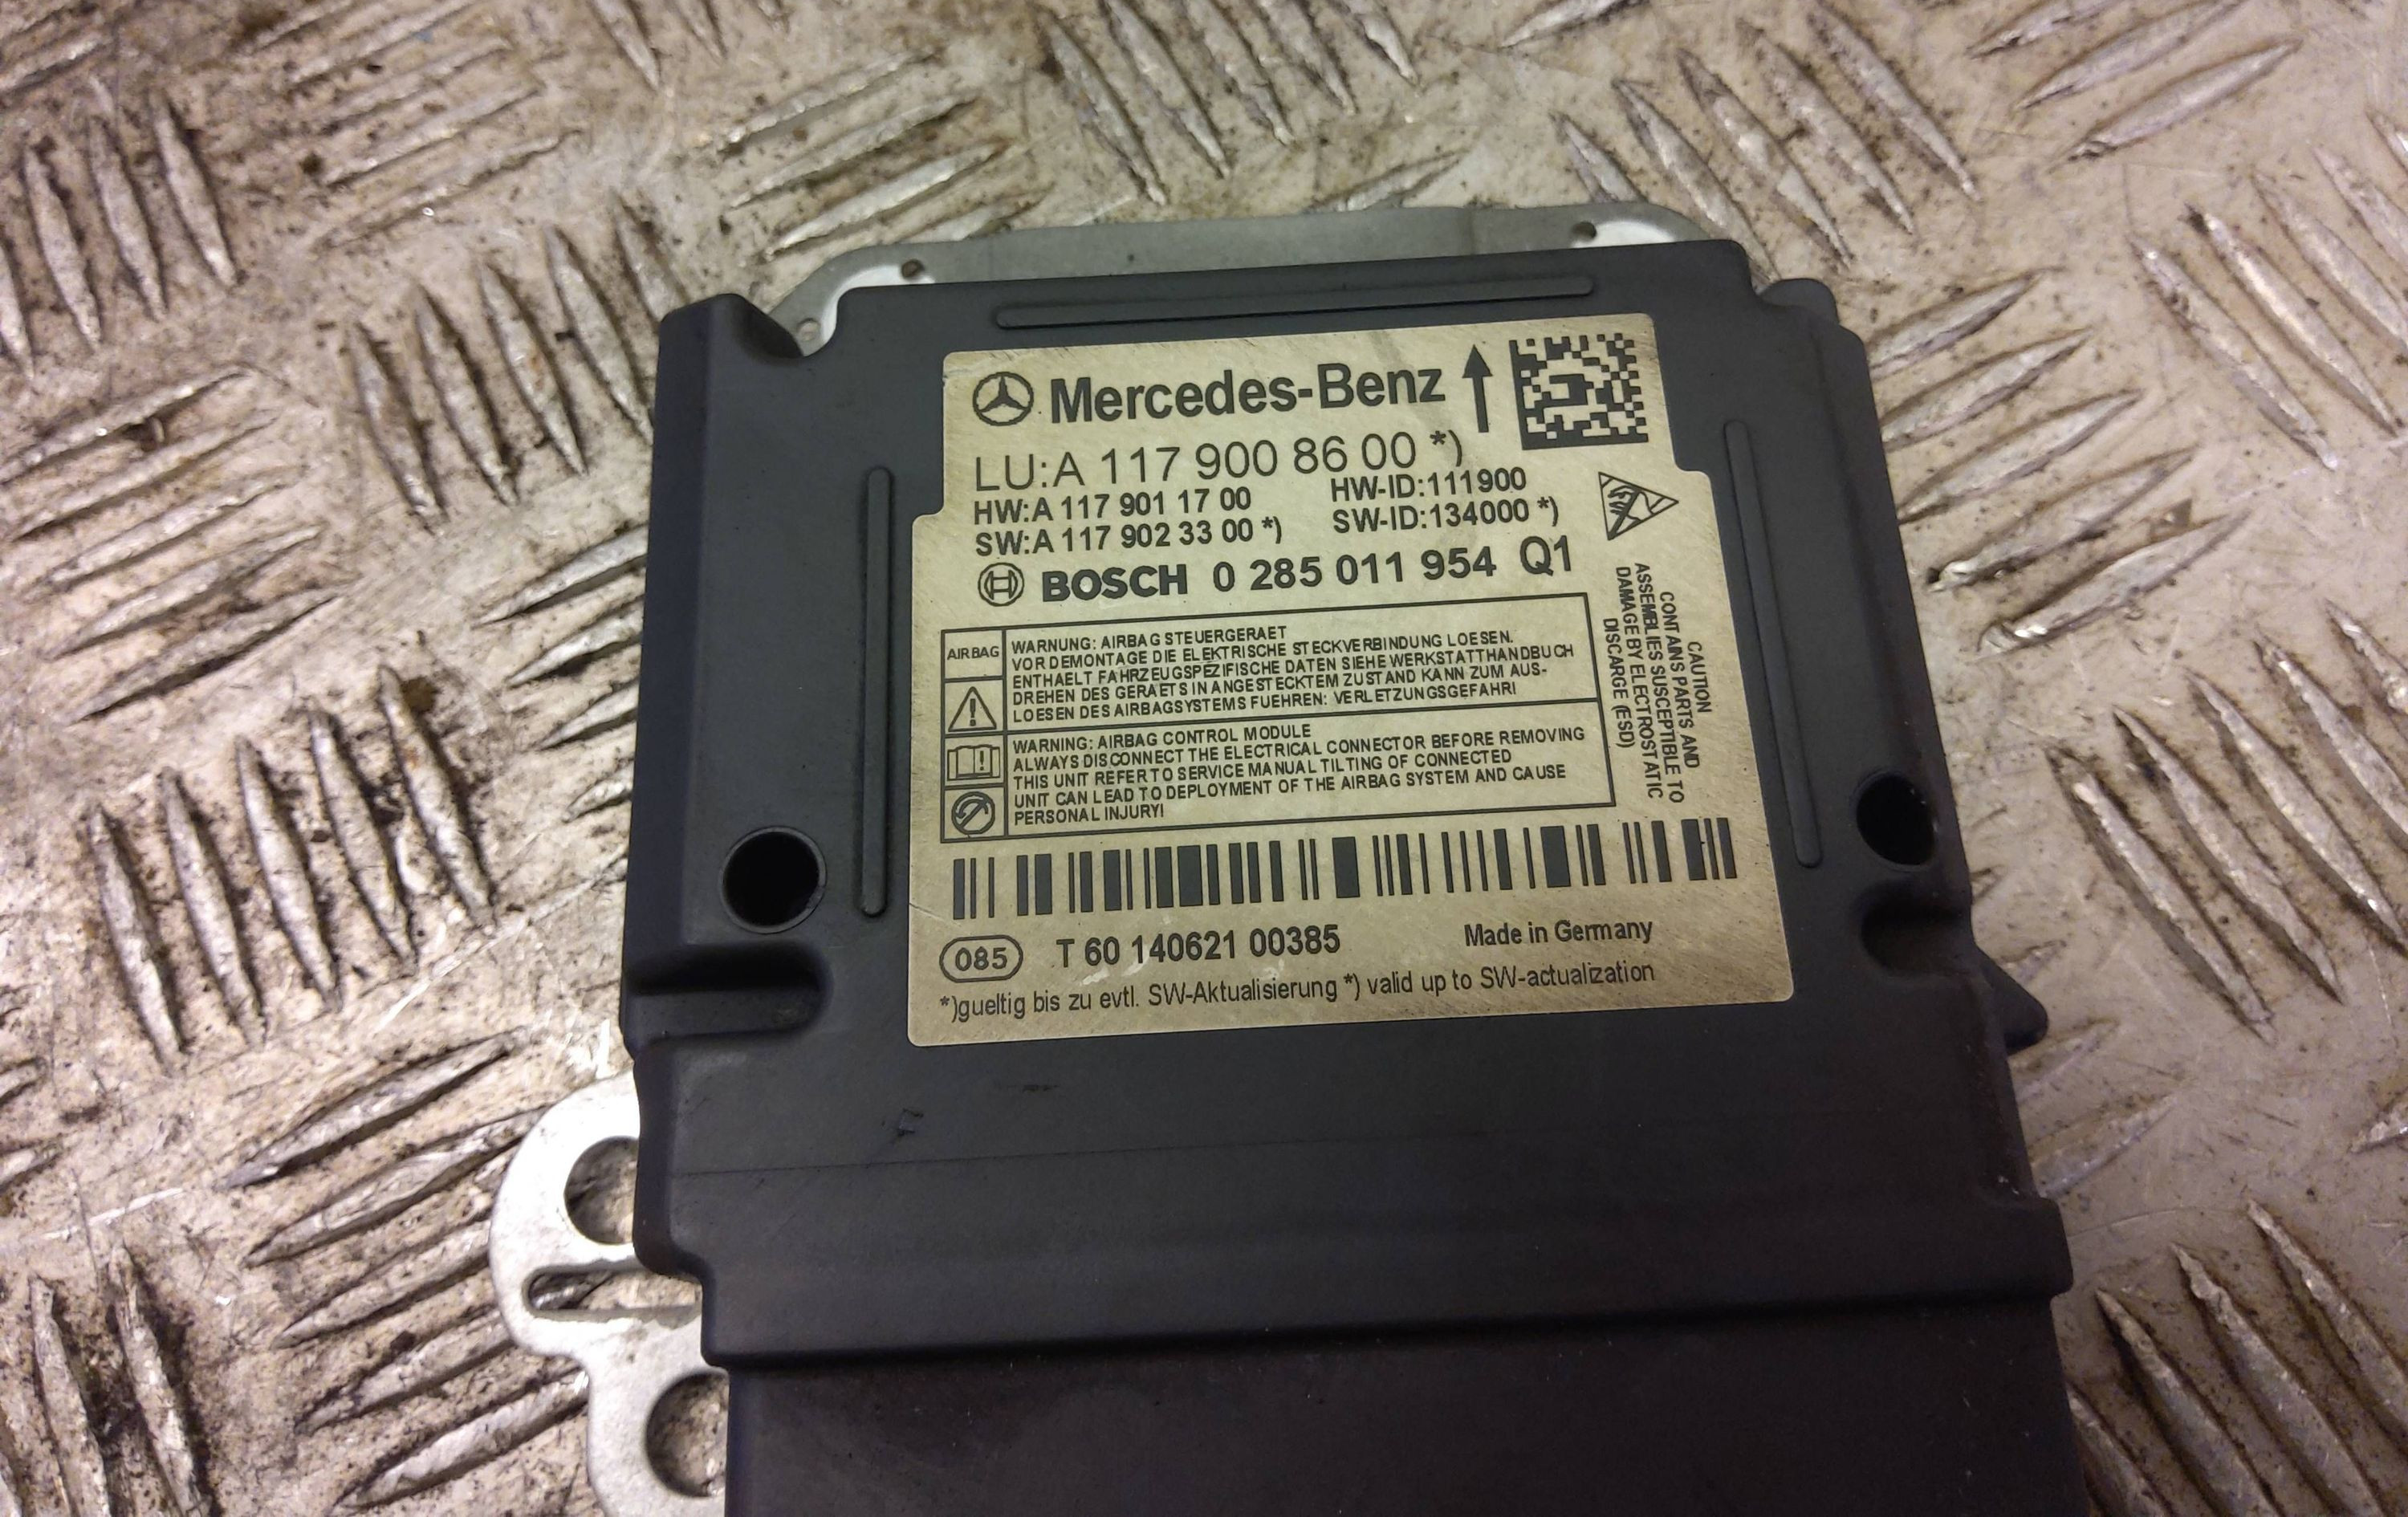 Mercedes-Benz
LU:A 117 900 86 00 *)
HW:A 117 901 17 00 HW-ID:111900
SW:A 117 902 33 00 *) SW-ID:134000 *)
BOSCH 0 285 011 954 Q1
AIRBAG
WARNUNG: AIRBAG STEUERGERAET
VOR DEMONTAGE DIE ELEKTRISCHE STECKVERBINDUNG LOESEN.
ENTHAELT FAHRZEUGSPEZIFISCHE DATEN SIEHE WERKSTATTHANDBUCH
DREHEN DES GERAETS IN ANGESTECKTEM ZUSTAND KANN ZUM AUS-
LOESEN DES AIRBAGSYSTEMS FUEHREN: VERLETZUNGSGEFAHR!
WARNING: AIRBAG CONTROL MODULE
ALWAYS DISCONNECT THE ELECTRICAL CONNECTOR BEFORE REMOVING
THIS UNIT REFER TO SERVICE MANUAL TILTING OF CONNECTED
UNIT CAN LEAD TO DEPLOYMENT OF THE AIRBAG SYSTEM AND CAUSE
PERSONAL INJURY!
CAUTION
CONTAINS PARTS AND
ASSEMBLIES SUSCEPTIBLE TO
DAMAGE BY ELECTROSTATIC
DISCARGE (ESD)
085 T 60 140621 00385 Made in Germany
*)gueltig bis zu evtl. SW-Aktualisierung *) valid up to SW-actualization